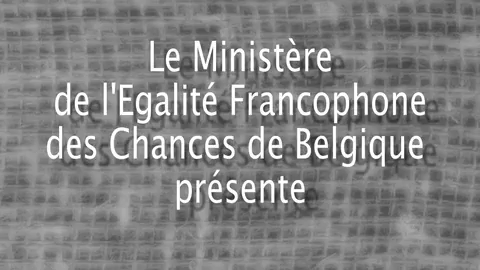 Le Ministère
de l'Egalité Francophone
des Chances de Belgique
présente